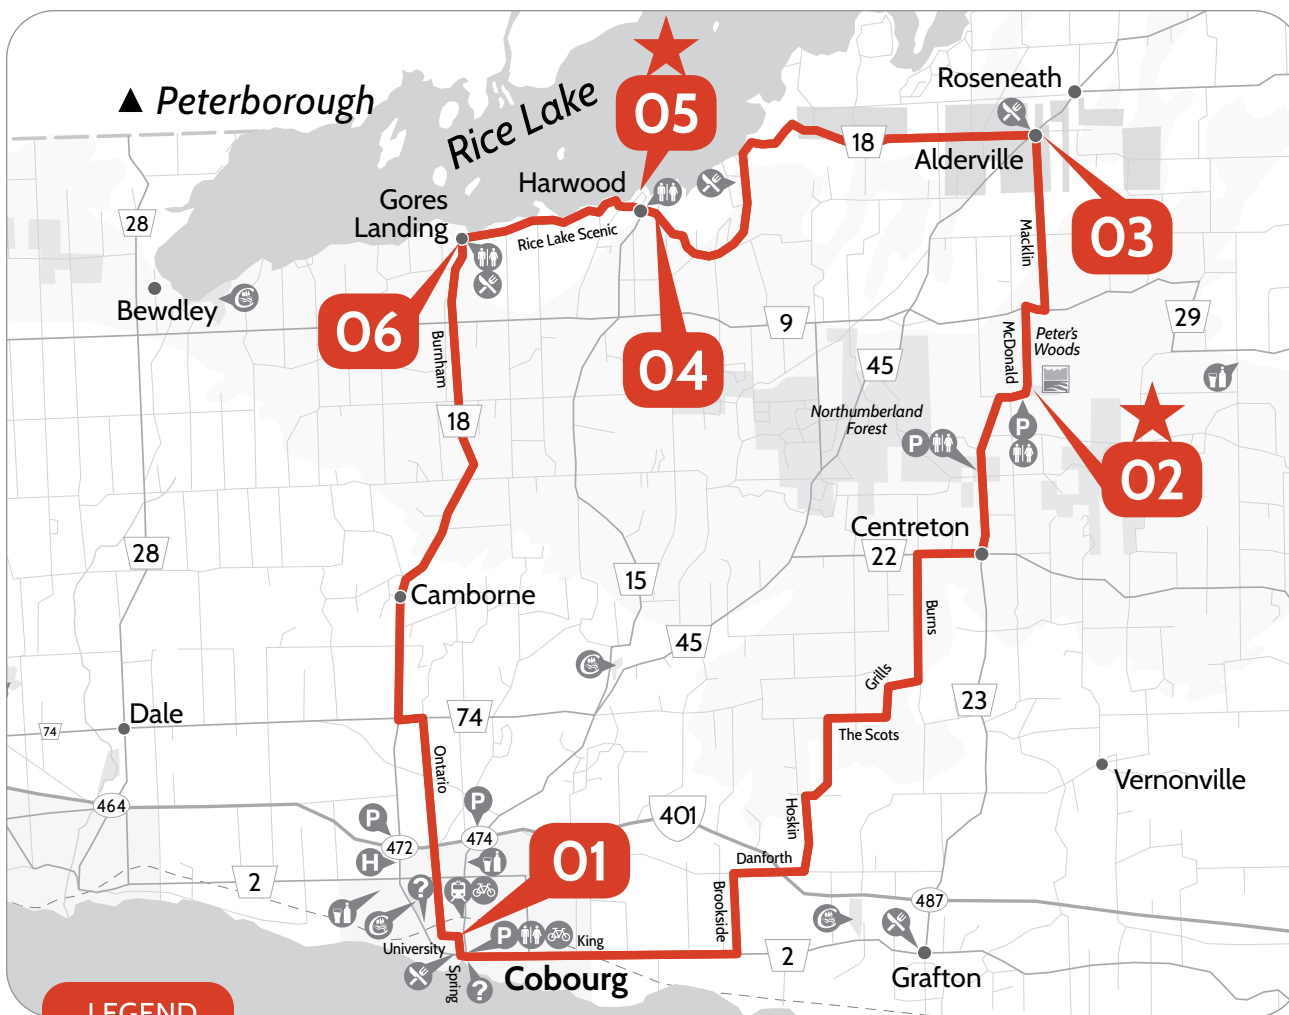 Roseneath
▲ Peterborough
Rice Lake
05
18
Alderville
Harwood
Gores
Landing
28
Rice Lake Scenic
Macklin
03
Bewdley
06
9
29
Burnham
04
45
McDonald
Peter's
Woods
Northumberland
Forest
P
18
P
02
Centreton
28
22
15
Camborne
Burns
45
Grills
23
Dale
74
74
The Scots
Ontario
Vernonville
464
P
P
401
Hoskin
472
474
01
H
Danforth
2
?
Brookside
487
P
King
University
2
Spring
?
Cobourg
Grafton
LEGEND